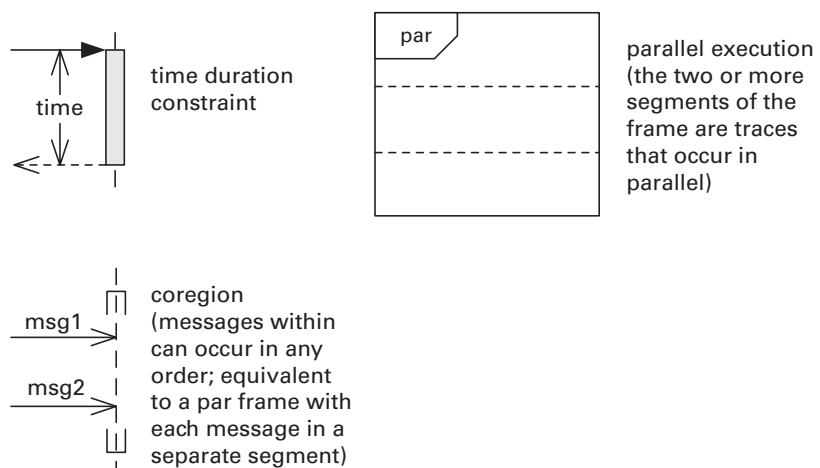 time
time duration
constraint
par
parallel execution
(the two or more
segments of the
frame are traces
that occur in
parallel)
msg1
msg2
coregion
(messages within
can occur in any
order; equivalent
to a par frame with
each message in a
separate segment)